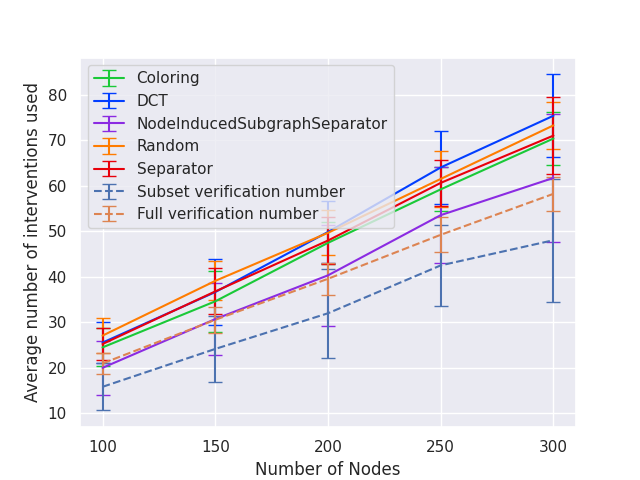 Coloring
DCT
NodeInducedSubgraphSeparator
Random
Separator
Subset verification number
Full verification number
Average number of interventions used
80
70
60
50
40
30
20
10
100 150 200 250 300
Number of Nodes